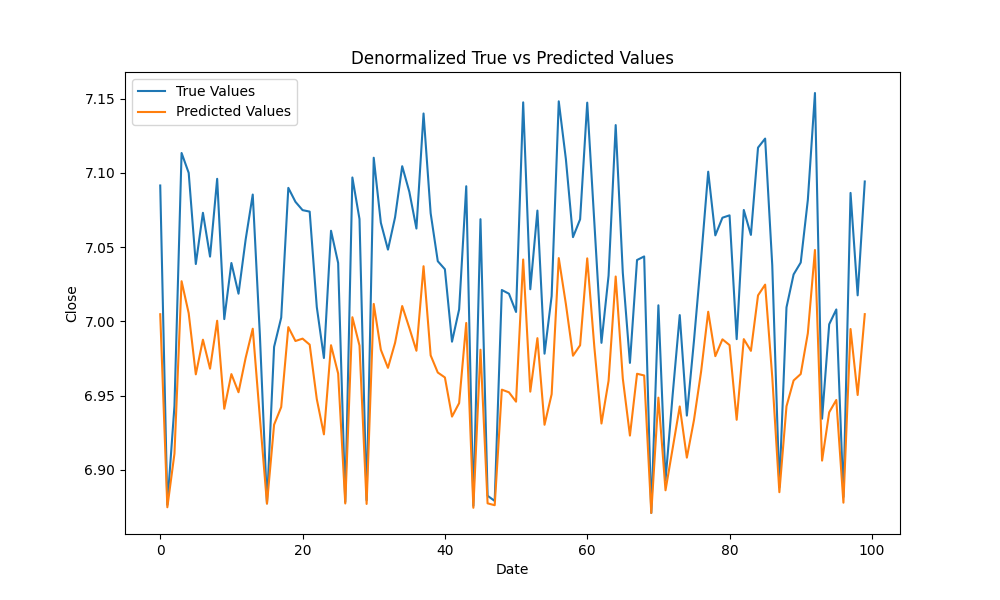 Denormalized True vs Predicted Values
True Values
Predicted Values
7.15
7.10
7.05
7.00
6.95
6.90
Close
0 20 40 60 80 100
Date